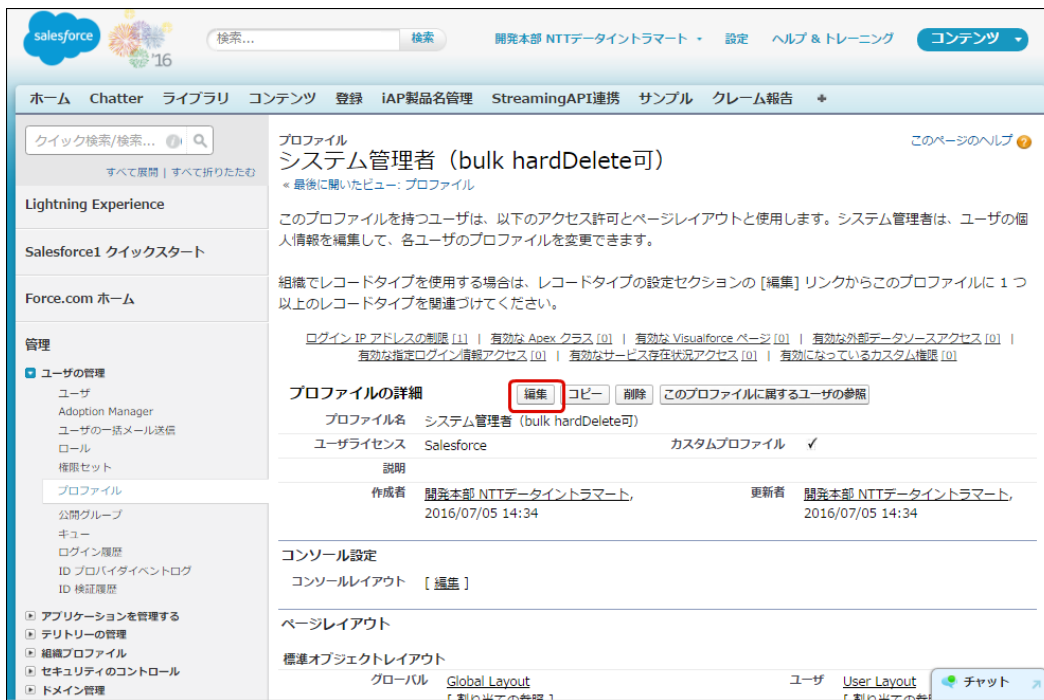 salesforce
'16
検索...
検索
開発本部 NTTデータイントラマート
設定
ヘルプ & トレーニング
コンテンツ
ホーム Chatter ライブラリ コンテンツ 登録 iAP製品名管理 StreamingAPI連携 サンプル クレーム報告 +
クイック検索/検索...
すべて展開 | すべて折りたたむ
Lightning Experience
Salesforce1 クイックスタート
Force.com ホーム
管理
ユーザの管理
ユーザ
Adoption Manager
ユーザの一括メール送信
ロール
権限セット
プロファイル
公開グループ
キュー
ログイン履歴
ID プロバイダイベントログ
ID 検証履歴
アプリケーションを管理する
テリトリーの管理
組織プロファイル
セキュリティのコントロール
ドメイン管理
プロファイル
このページのヘルプ
システム管理者（bulk hardDelete可）
« 最後に開いたビュー: プロファイル
このプロファイルを持つユーザは、以下のアクセス許可とページレイアウトと使用します。システム管理者は、ユーザの個
人情報を編集して、各ユーザのプロファイルを変更できます。
組織でレコードタイプを使用する場合は、レコードタイプの設定セクションの [編集] リンクからこのプロファイルに 1 つ
以上のレコードタイプを関連づけてください。
ログイン IP アドレスの制限 [1] | 有効な Apex クラス [0] | 有効な Visualforce ページ [0] | 有効な外部データソースアクセス [0] |
有効な指定ログイン情報アクセス [0] | 有効なサービス存在状況アクセス [0] | 有効になっているカスタム権限 [0]
プロファイルの詳細 編集 コピー 削除 このプロファイルに属するユーザの参照
プロファイル名 システム管理者（bulk hardDelete可）
ユーザライセンス Salesforce カスタムプロファイル ✓
説明
作成者 開発本部 NTTデータイントラマート, 更新者 開発本部 NTTデータイントラマート,
2016/07/05 14:34 2016/07/05 14:34
コンソール設定
コンソールレイアウト [ 編集 ]
ページレイアウト
標準オブジェクトレイアウト
グローバル Global Layout ユーザ User Layout
[ 割り当ての参照 ]
チャット